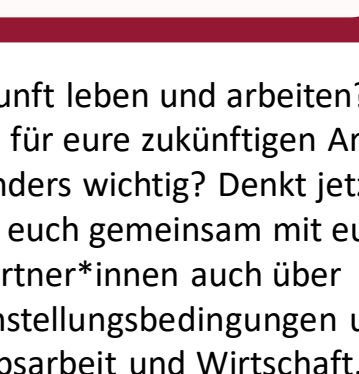 unft leben und arbeiten?
für eure zukünftigen Ar
nders wichtig? Denkt jetz
euch gemeinsam mit eu
rtner*innen auch über
nstellungsbedingungen u
bsarbeit und Wirtschaft.